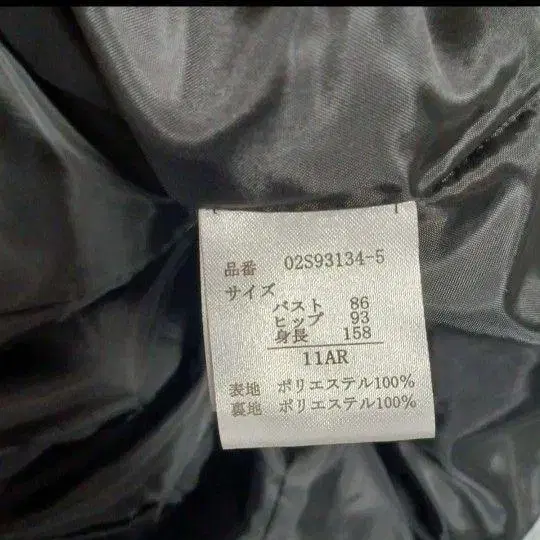 品番 02S93134-5
サイズ
バスト 86
ヒップ 93
身長 158
11AR
表地 ポリエステル100%
裏地 ポリエステル100%